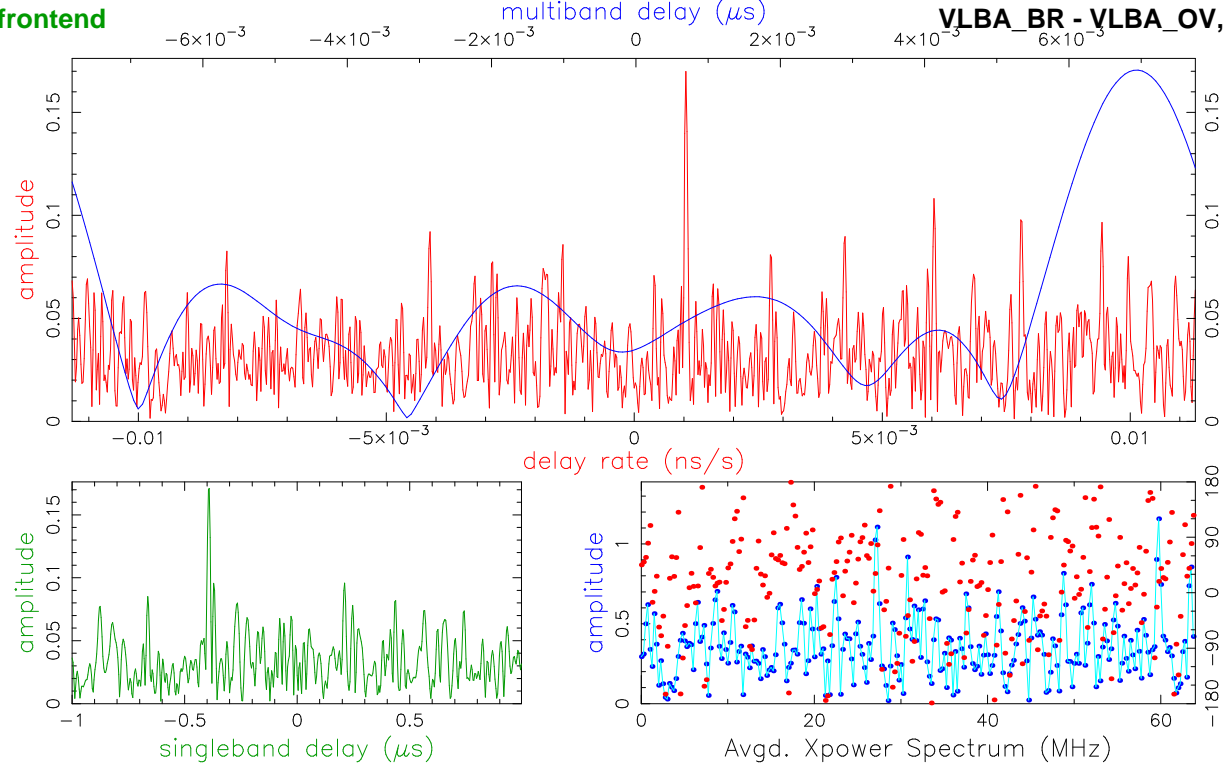 multiband delay (μs)
frontend
VLBA_BR - VLBA_OV,
−6×10⁻³ −4×10⁻³ −2×10⁻³ 0 2×10⁻³ 4×10⁻³ 6×10⁻³
amplitude
0 0.05 0.1 0.15
0 0.05 0.1 0.15
−0.01 −5×10⁻³ 0 5×10⁻³ 0.01
delay rate (ns/s)
amplitude
0 0.05 0.1 0.15
−1 −0.5 0 0.5
singleband delay (μs)
amplitude
0 0.5 1
−180 −90 0 90 180
0 20 40 60
Avgd. Xpower Spectrum (MHz)